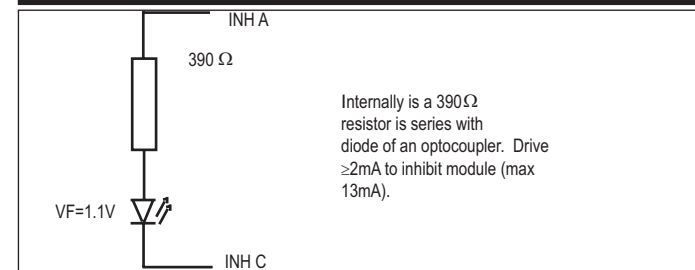 INH A
390 Ω
Internally is a 390Ω
resistor is series with
diode of an optocoupler. Drive
≥2mA to inhibit module (max
13mA).
VF=1.1V
INH C